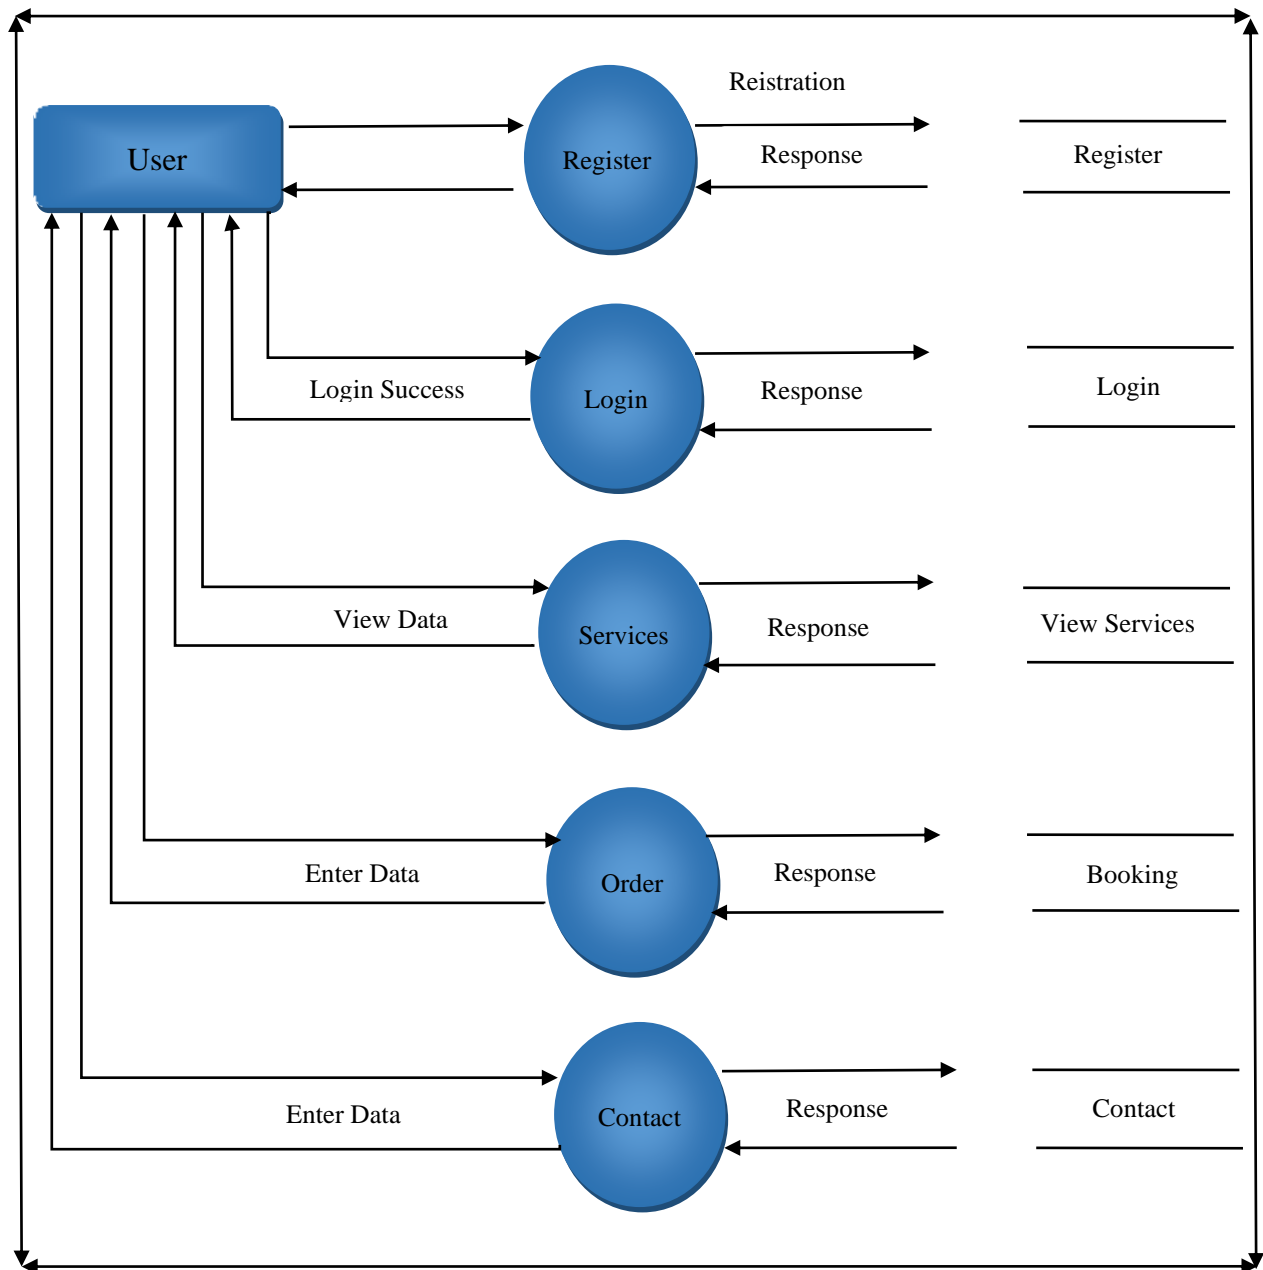 Reistration
User
Register
Response
Register
Login Success
Login
Response
Login
View Data
Services
Response
View Services
Enter Data
Order
Response
Booking
Enter Data
Contact
Response
Contact